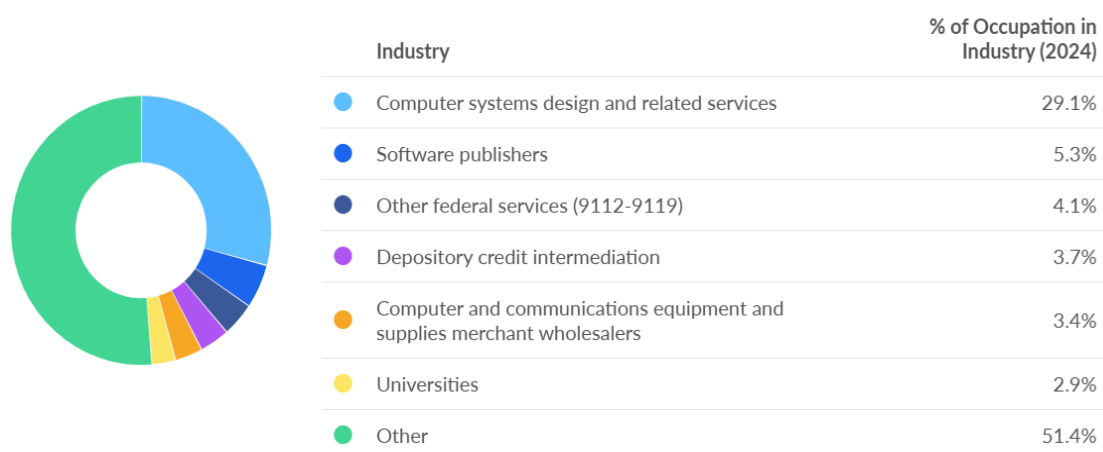 Industry
% of Occupation in
Industry (2024)
Computer systems design and related services 29.1%
Software publishers 5.3%
Other federal services (9112-9119) 4.1%
Depository credit intermediation 3.7%
Computer and communications equipment and
supplies merchant wholesalers 3.4%
Universities 2.9%
Other 51.4%